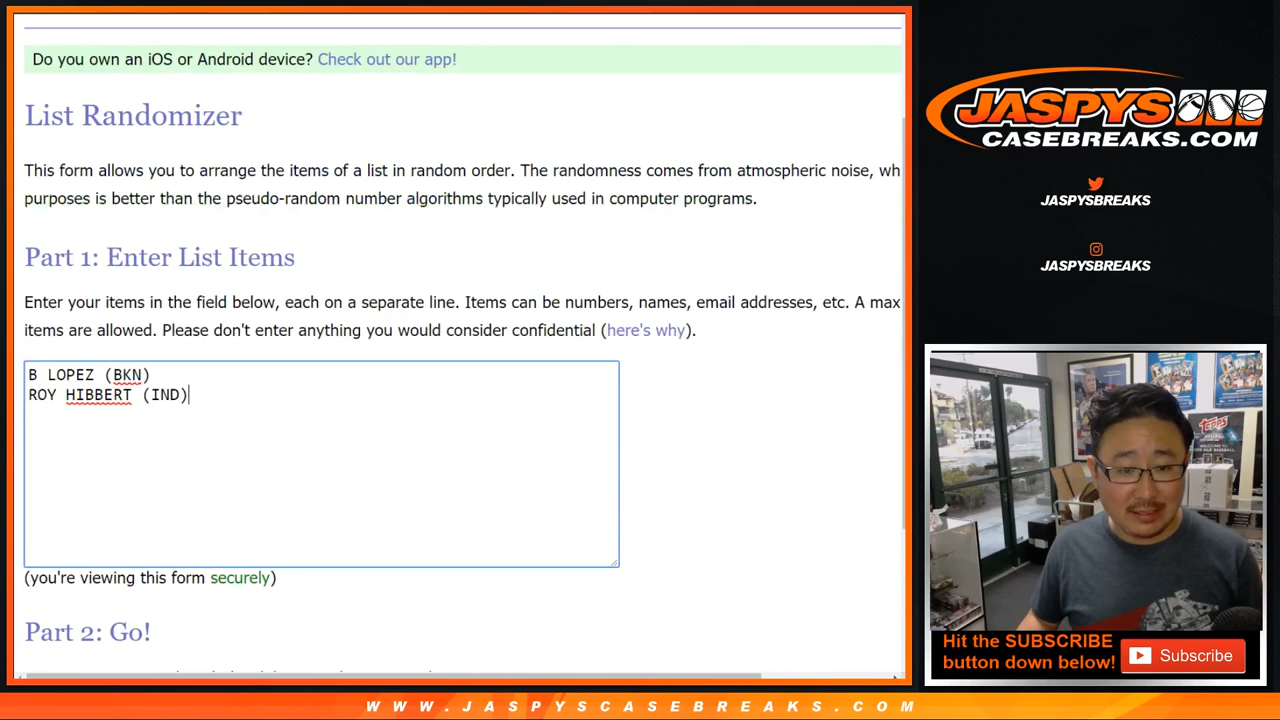 Do you own an iOS or Android device? Check out our app!
List Randomizer
This form allows you to arrange the items of a list in random order. The randomness comes from atmospheric noise, wh
purposes is better than the pseudo-random number algorithms typically used in computer programs.
Part 1: Enter List Items
Enter your items in the field below, each on a separate line. Items can be numbers, names, email addresses, etc. A max
items are allowed. Please don't enter anything you would consider confidential (here's why).
B LOPEZ (BKN)
ROY HIBBERT (IND)
(you're viewing this form securely)
Part 2: Go!
JASPYS
CASEBREAKS.COM
JASPYSBREAKS
JASPYSBREAKS
topps
Hit the SUBSCRIBE
button down below!
Subscribe
WWW.JASPYSCASEBREAKS.COM